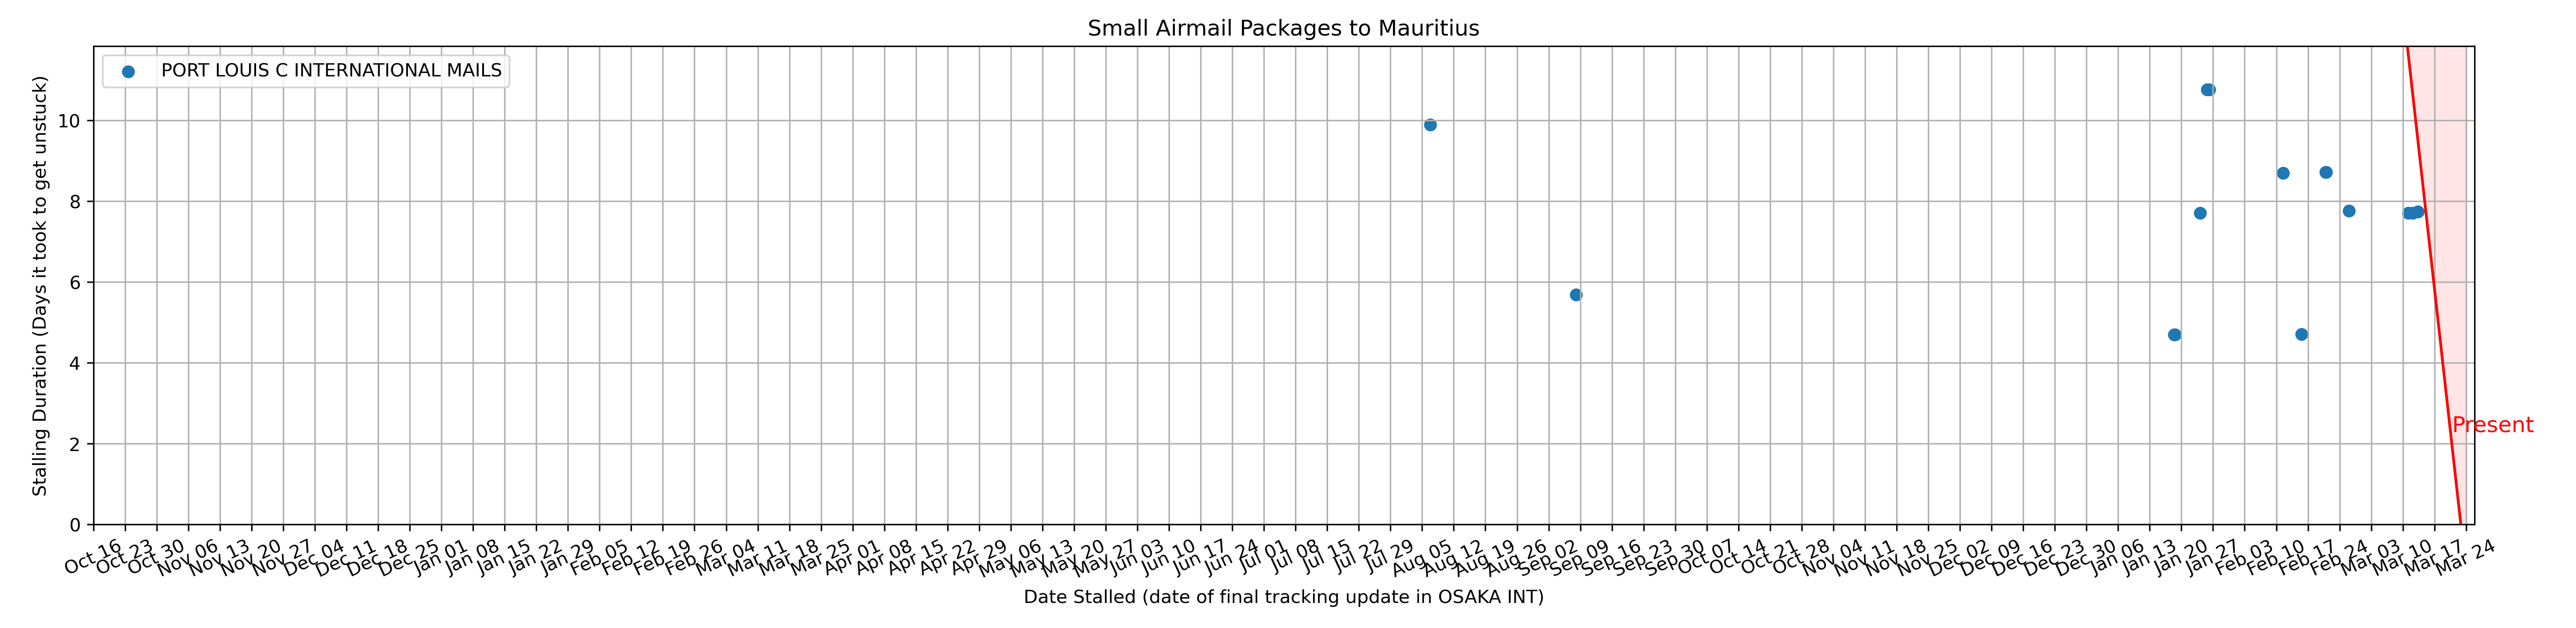 Small Airmail Packages to Mauritius
PORT LOUIS C INTERNATIONAL MAILS
Stalling Duration (Days it took to get unstuck)
10
8
6
4
2
0
Present
Oct 16 Oct 23 Oct 30 Nov 06 Nov 13 Nov 20 Nov 27 Dec 04 Dec 11 Dec 18 Dec 25 Jan 01 Jan 08 Jan 15 Jan 22 Jan 29 Feb 05 Feb 12 Feb 19 Feb 26 Mar 04 Mar 11 Mar 18 Mar 25 Apr 01 Apr 08 Apr 15 Apr 22 Apr 29 May 06 May 13 May 20 May 27 Jun 03 Jun 10 Jun 17 Jun 24 Jul 01 Jul 08 Jul 15 Jul 22 Jul 29 Aug 05 Aug 12 Aug 19 Aug 26 Sep 02 Sep 09 Sep 16 Sep 23 Sep 30 Oct 07 Oct 14 Oct 21 Oct 28 Nov 04 Nov 11 Nov 18 Nov 25 Dec 02 Dec 09 Dec 16 Dec 23 Dec 30 Jan 06 Jan 13 Jan 20 Jan 27 Feb 03 Feb 10 Feb 17 Feb 24 Mar 03 Mar 10 Mar 17 Mar 24
Date Stalled (date of final tracking update in OSAKA INT)